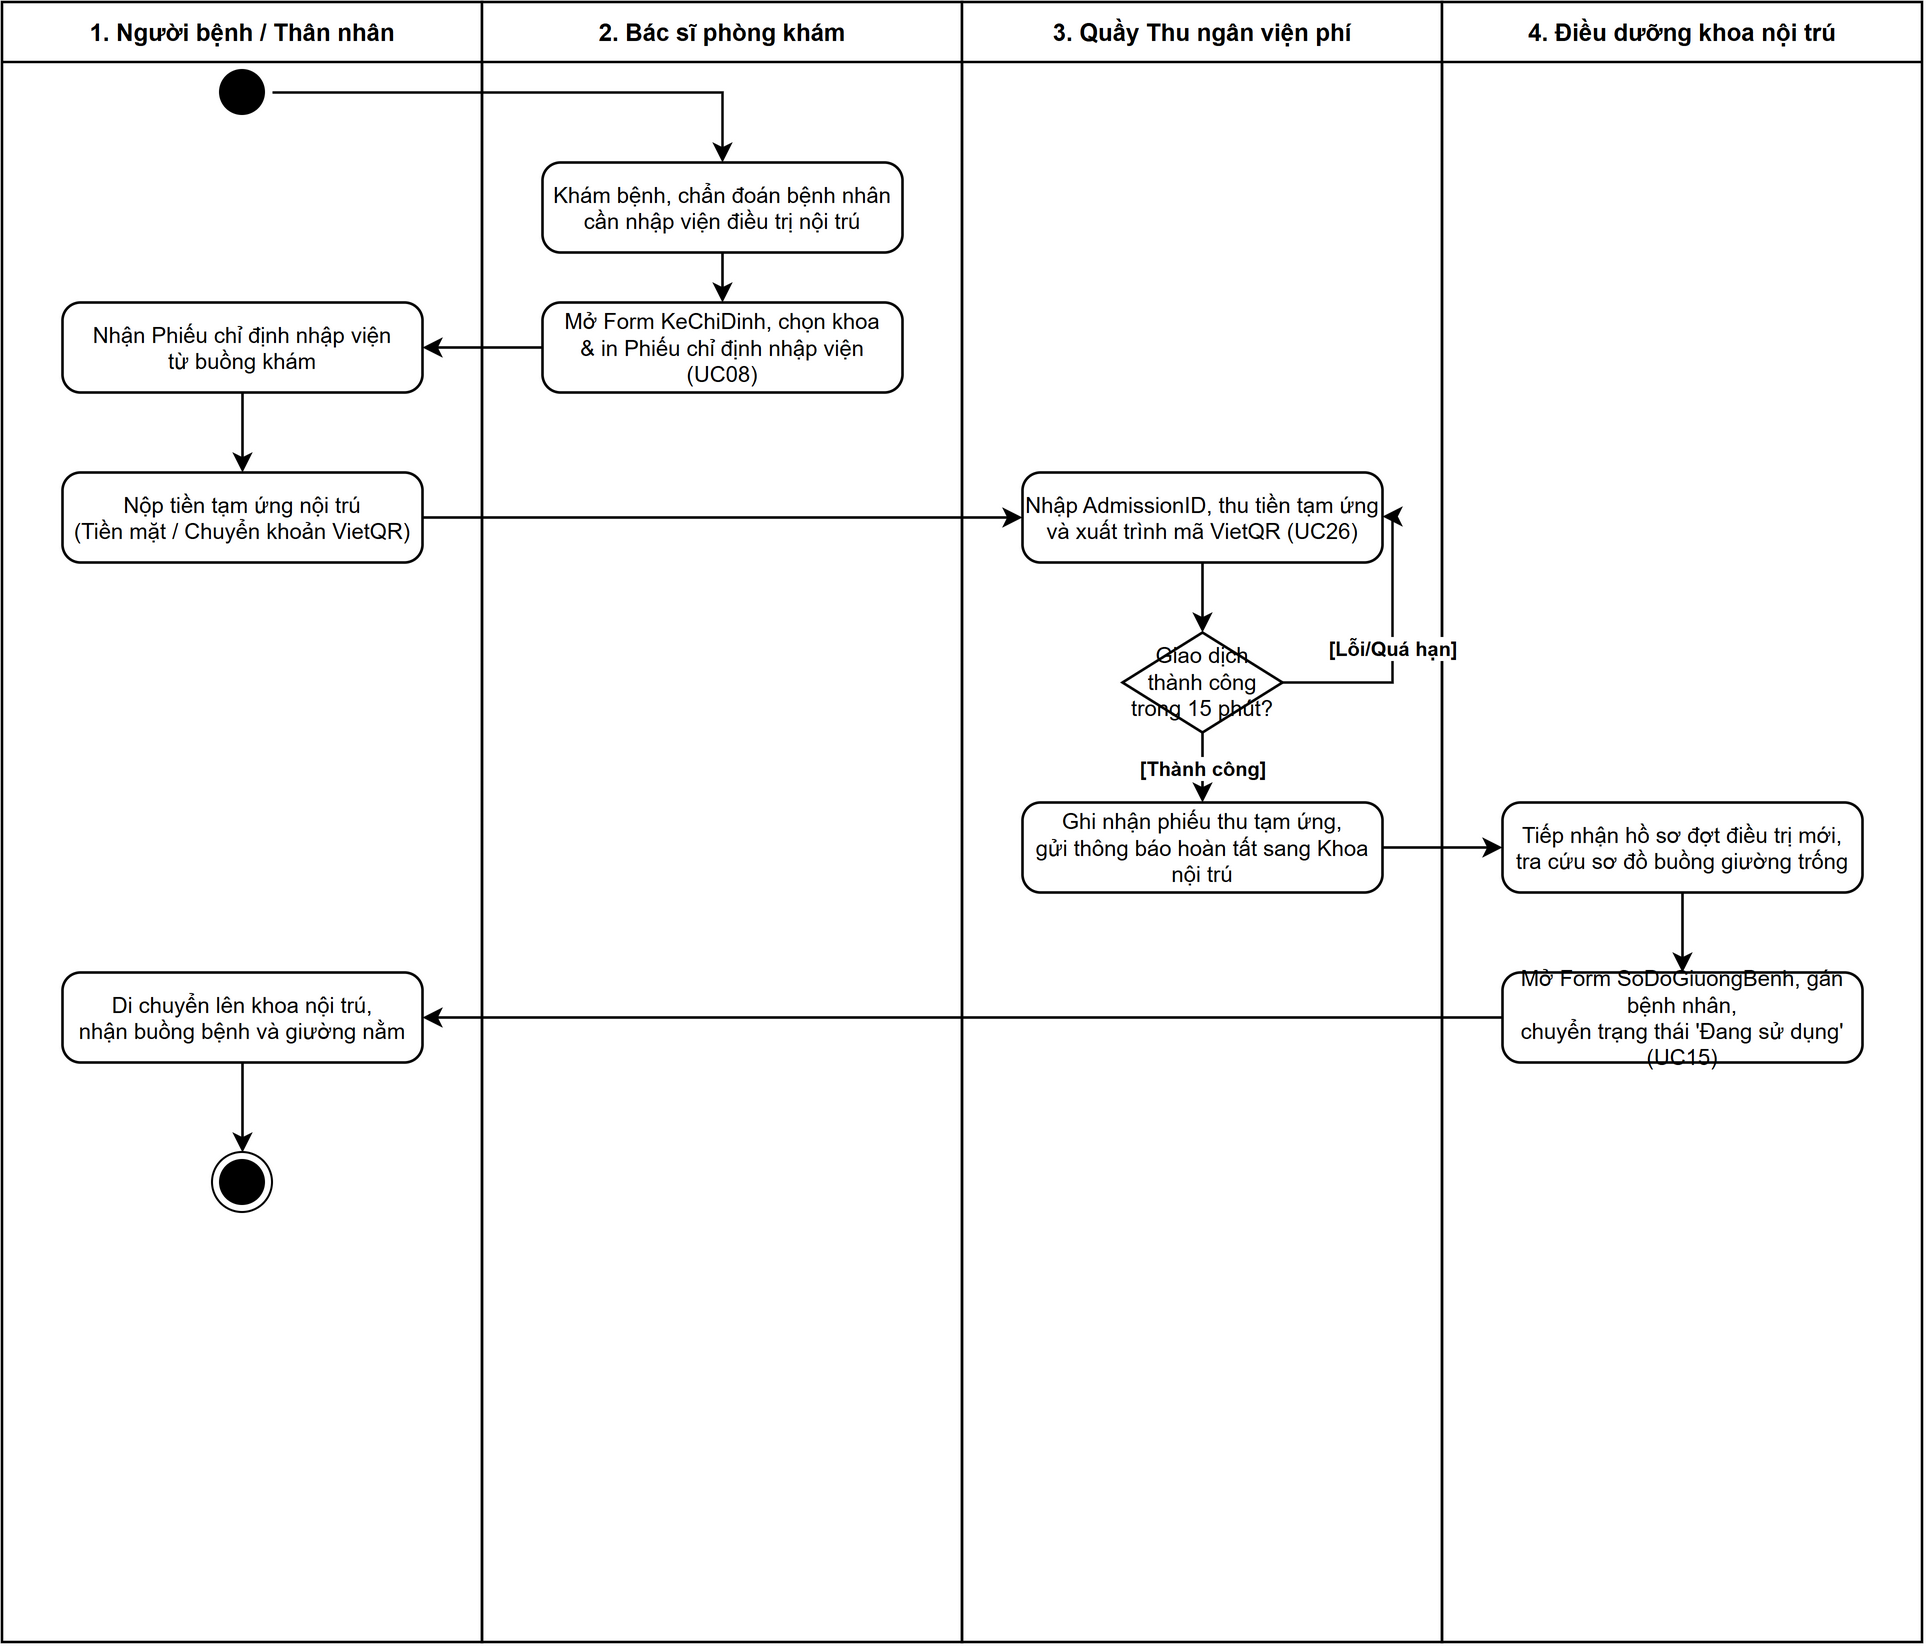 1. Người bệnh / Thân nhân
2. Bác sĩ phòng khám
3. Quầy Thu ngân viện phí
4. Điều dưỡng khoa nội trú
Khám bệnh, chẩn đoán bệnh nhân
cần nhập viện điều trị nội trú
Nhận Phiếu chỉ định nhập viện
từ buồng khám
Mở Form KeChiDinh, chọn khoa
& in Phiếu chỉ định nhập viện
(UC08)
Nộp tiền tạm ứng nội trú
(Tiền mặt / Chuyển khoản VietQR)
Nhập AdmissionID, thu tiền tạm ứng
và xuất trình mã VietQR (UC26)
Giao dịch
thành công
trong 15 phút?
[Lỗi/Quá hạn]
[Thành công]
Ghi nhận phiếu thu tạm ứng,
gửi thông báo hoàn tất sang Khoa
nội trú
Tiếp nhận hồ sơ đợt điều trị mới,
tra cứu sơ đồ buồng giường trống
Di chuyển lên khoa nội trú,
nhận buồng bệnh và giường nằm
Mở Form SoDoGiuongBenh, gán
bệnh nhân,
chuyển trạng thái 'Đang sử dụng'
(UC15)